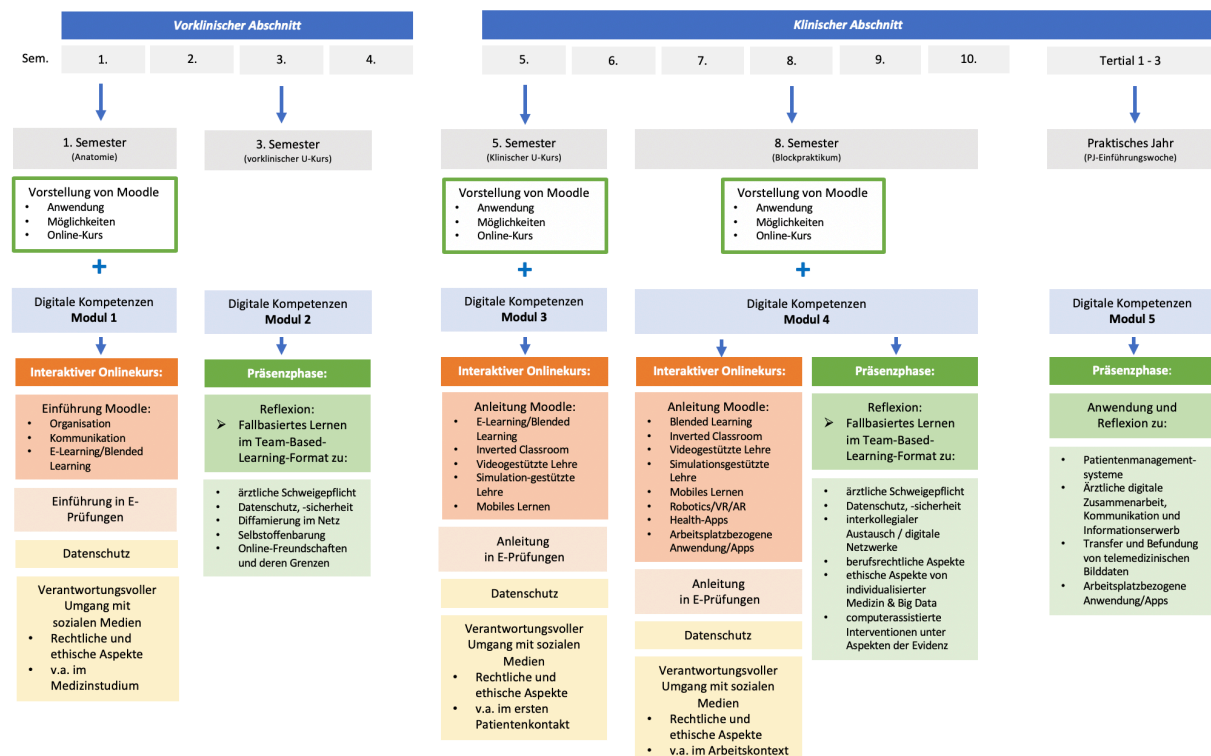 Vorklinischer Abschnitt
Klinischer Abschnitt
Sem.
1.
2.
3.
4.
5.
6.
7.
8.
9.
10.
Tertial 1 - 3
1. Semester
(Anatomie)
3. Semester
(vorklinischer U-Kurs)
5. Semester
(Klinischer U-Kurs)
8. Semester
(Blockpraktikum)
Praktisches Jahr
(PJ-Einführungswoche)
Vorstellung von Moodle
• Anwendung
• Möglichkeiten
• Online-Kurs
Vorstellung von Moodle
• Anwendung
• Möglichkeiten
• Online-Kurs
Vorstellung von Moodle
• Anwendung
• Möglichkeiten
• Online-Kurs
+
+
+
Digitale Kompetenzen
Modul 1
Digitale Kompetenzen
Modul 2
Digitale Kompetenzen
Modul 3
Digitale Kompetenzen
Modul 4
Digitale Kompetenzen
Modul 5
Interaktiver Onlinekurs:
Einführung Moodle:
• Organisation
• Kommunikation
• E-Learning/Blended
Learning
Einführung in E-
Prüfungen
Datenschutz
Verantwortungsvoller
Umgang mit
sozialen Medien
• Rechtliche und
ethische Aspekte
• v.a. im
Medizinstudium
Präsenzphase:
Reflexion:
➢ Fallbasiertes Lernen
im Team-Based-
Learning-Format zu:
• ärztliche Schweigepflicht
• Datenschutz, -sicherheit
• Diffamierung im Netz
• Selbstoffenbarung
• Online-Freundschaften
und deren Grenzen
Interaktiver Onlinekurs:
Anleitung Moodle:
• E-Learning/Blended
Learning
• Inverted Classroom
• Videogestützte Lehre
• Simulation-gestützte
Lehre
• Mobiles Lernen
Anleitung
in E-Prüfungen
Datenschutz
Verantwortungsvoller
Umgang mit sozialen
Medien
• Rechtliche und
ethische Aspekte
• v.a. im ersten
Patientenkontakt
Interaktiver Onlinekurs:
Anleitung Moodle:
• Blended Learning
• Inverted Classroom
• Videogestützte Lehre
• Simulationsgestützte
Lehre
• Mobiles Lernen
• Robotics/VR/AR
• Health-Apps
• Arbeitsplatzbezogene
Anwendung/Apps
Anleitung
in E-Prüfungen
Datenschutz
Verantwortungsvoller
Umgang mit sozialen
Medien
• Rechtliche und
ethische Aspekte
• v.a. im Arbeitskontext
Präsenzphase:
Reflexion:
➢ Fallbasiertes Lernen
im Team-Based-
Learning-Format zu:
• ärztliche Schweigepflicht
• Datenschutz, -sicherheit
• interkollegialer
Austausch / digitale
Netzwerke
• berufsrechtliche Aspekte
• ethische Aspekte von
individualisierter
Medizin & Big Data
• computerassistierte
Interventionen unter
Aspekten der Evidenz
Präsenzphase:
Anwendung und
Reflexion zu:
• Patientenmanagement-
systeme
• Ärztliche digitale
Zusammenarbeit,
Kommunikation und
Informationserwerb
• Transfer und Befundung
von telemedizinischen
Bilddaten
• Arbeitsplatzbezogene
Anwendung/Apps